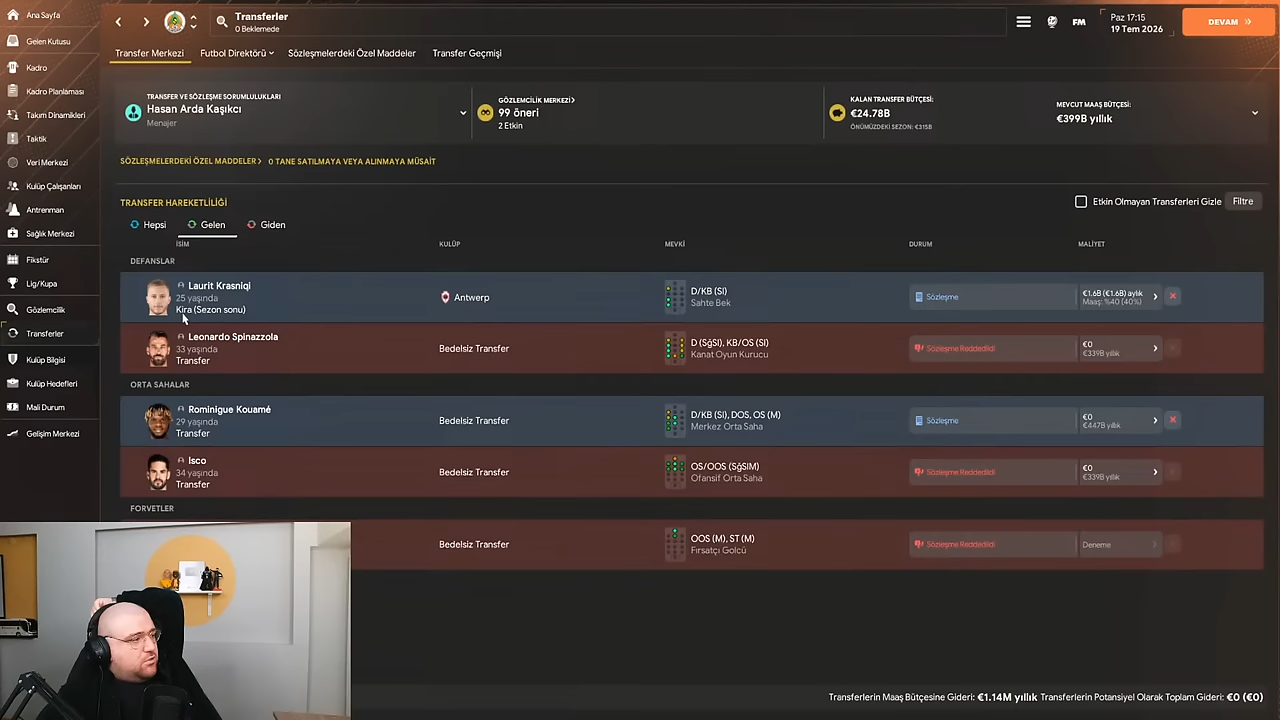 Ana Sayfa
Gelen Kutusu
Kadro
Kadro Planlaması
Takım Dinamikleri
Taktik
Veri Merkezi
Kulüp Çalışanları
Antrenman
Sağlık Merkezi
Fikstür
Lig/Kupa
Gözlemcilik
Transferler
Kulüp Bilgisi
Kulüp Hedefleri
Mali Durum
Gelişim Merkezi
Transferler
0 Beklemede
FM
Paz 17:15
19 Tem 2026
DEVAM
Transfer Merkezi
Futbol Direktörü
Sözleşmelerdeki Özel Maddeler
Transfer Geçmişi
TRANSFER VE SÖZLEŞME SORUMLULUKLARI
Hasan Arda Kaşıkcı
Menajer
GÖZLEMCİLİK MERKEZİ>
99 öneri
2 Etkin
KALAN TRANSFER BÜTÇESİ:
€24.78B
ÖNÜMÜZDEKİ SEZON: €315B
MEVCUT MAAŞ BÜTÇESİ:
€399B yıllık
SÖZLEŞMELERDEKİ ÖZEL MADDELER > 0 TANE SATILMAYA VEYA ALINMAYA MÜSAİT
TRANSFER HAREKETLİLİĞİ
Etkin Olmayan Transferleri Gizle
Filtre
Hepsi
Gelen
Giden
İSİM
KULÜP
MEVKİ
DURUM
MALİYET
DEFANSLAR
Laurit Krasniqi
25 yaşında
Kira (Sezon sonu)
Antwerp
D/KB (Sl)
Sahte Bek
Sözleşme
€1.6B (€1.6B) aylık
Maaş: %40 (40%)
Leonardo Spinazzola
33 yaşında
Transfer
Bedelsiz Transfer
D (SğSl), KB/OS (Sl)
Kanat Oyun Kurucu
Sözleşme Reddedildi
€0
€339B yıllık
ORTA SAHALAR
Rominigue Kouamé
29 yaşında
Transfer
Bedelsiz Transfer
D/KB (Sl), DOS, OS (M)
Merkez Orta Saha
Sözleşme
€0
€447B yıllık
Isco
34 yaşında
Transfer
Bedelsiz Transfer
OS/OOS (SğSlM)
Ofansif Orta Saha
Sözleşme Reddedildi
€0
€339B yıllık
FORVETLER
Bedelsiz Transfer
OOS (M), ST (M)
Fırsatçı Golcü
Sözleşme Reddedildi
Deneme
Transferlerin Maaş Bütçesine Gideri: €1.14M yıllık Transferlerin Potansiyel Olarak Toplam Gideri: €0 (€0)